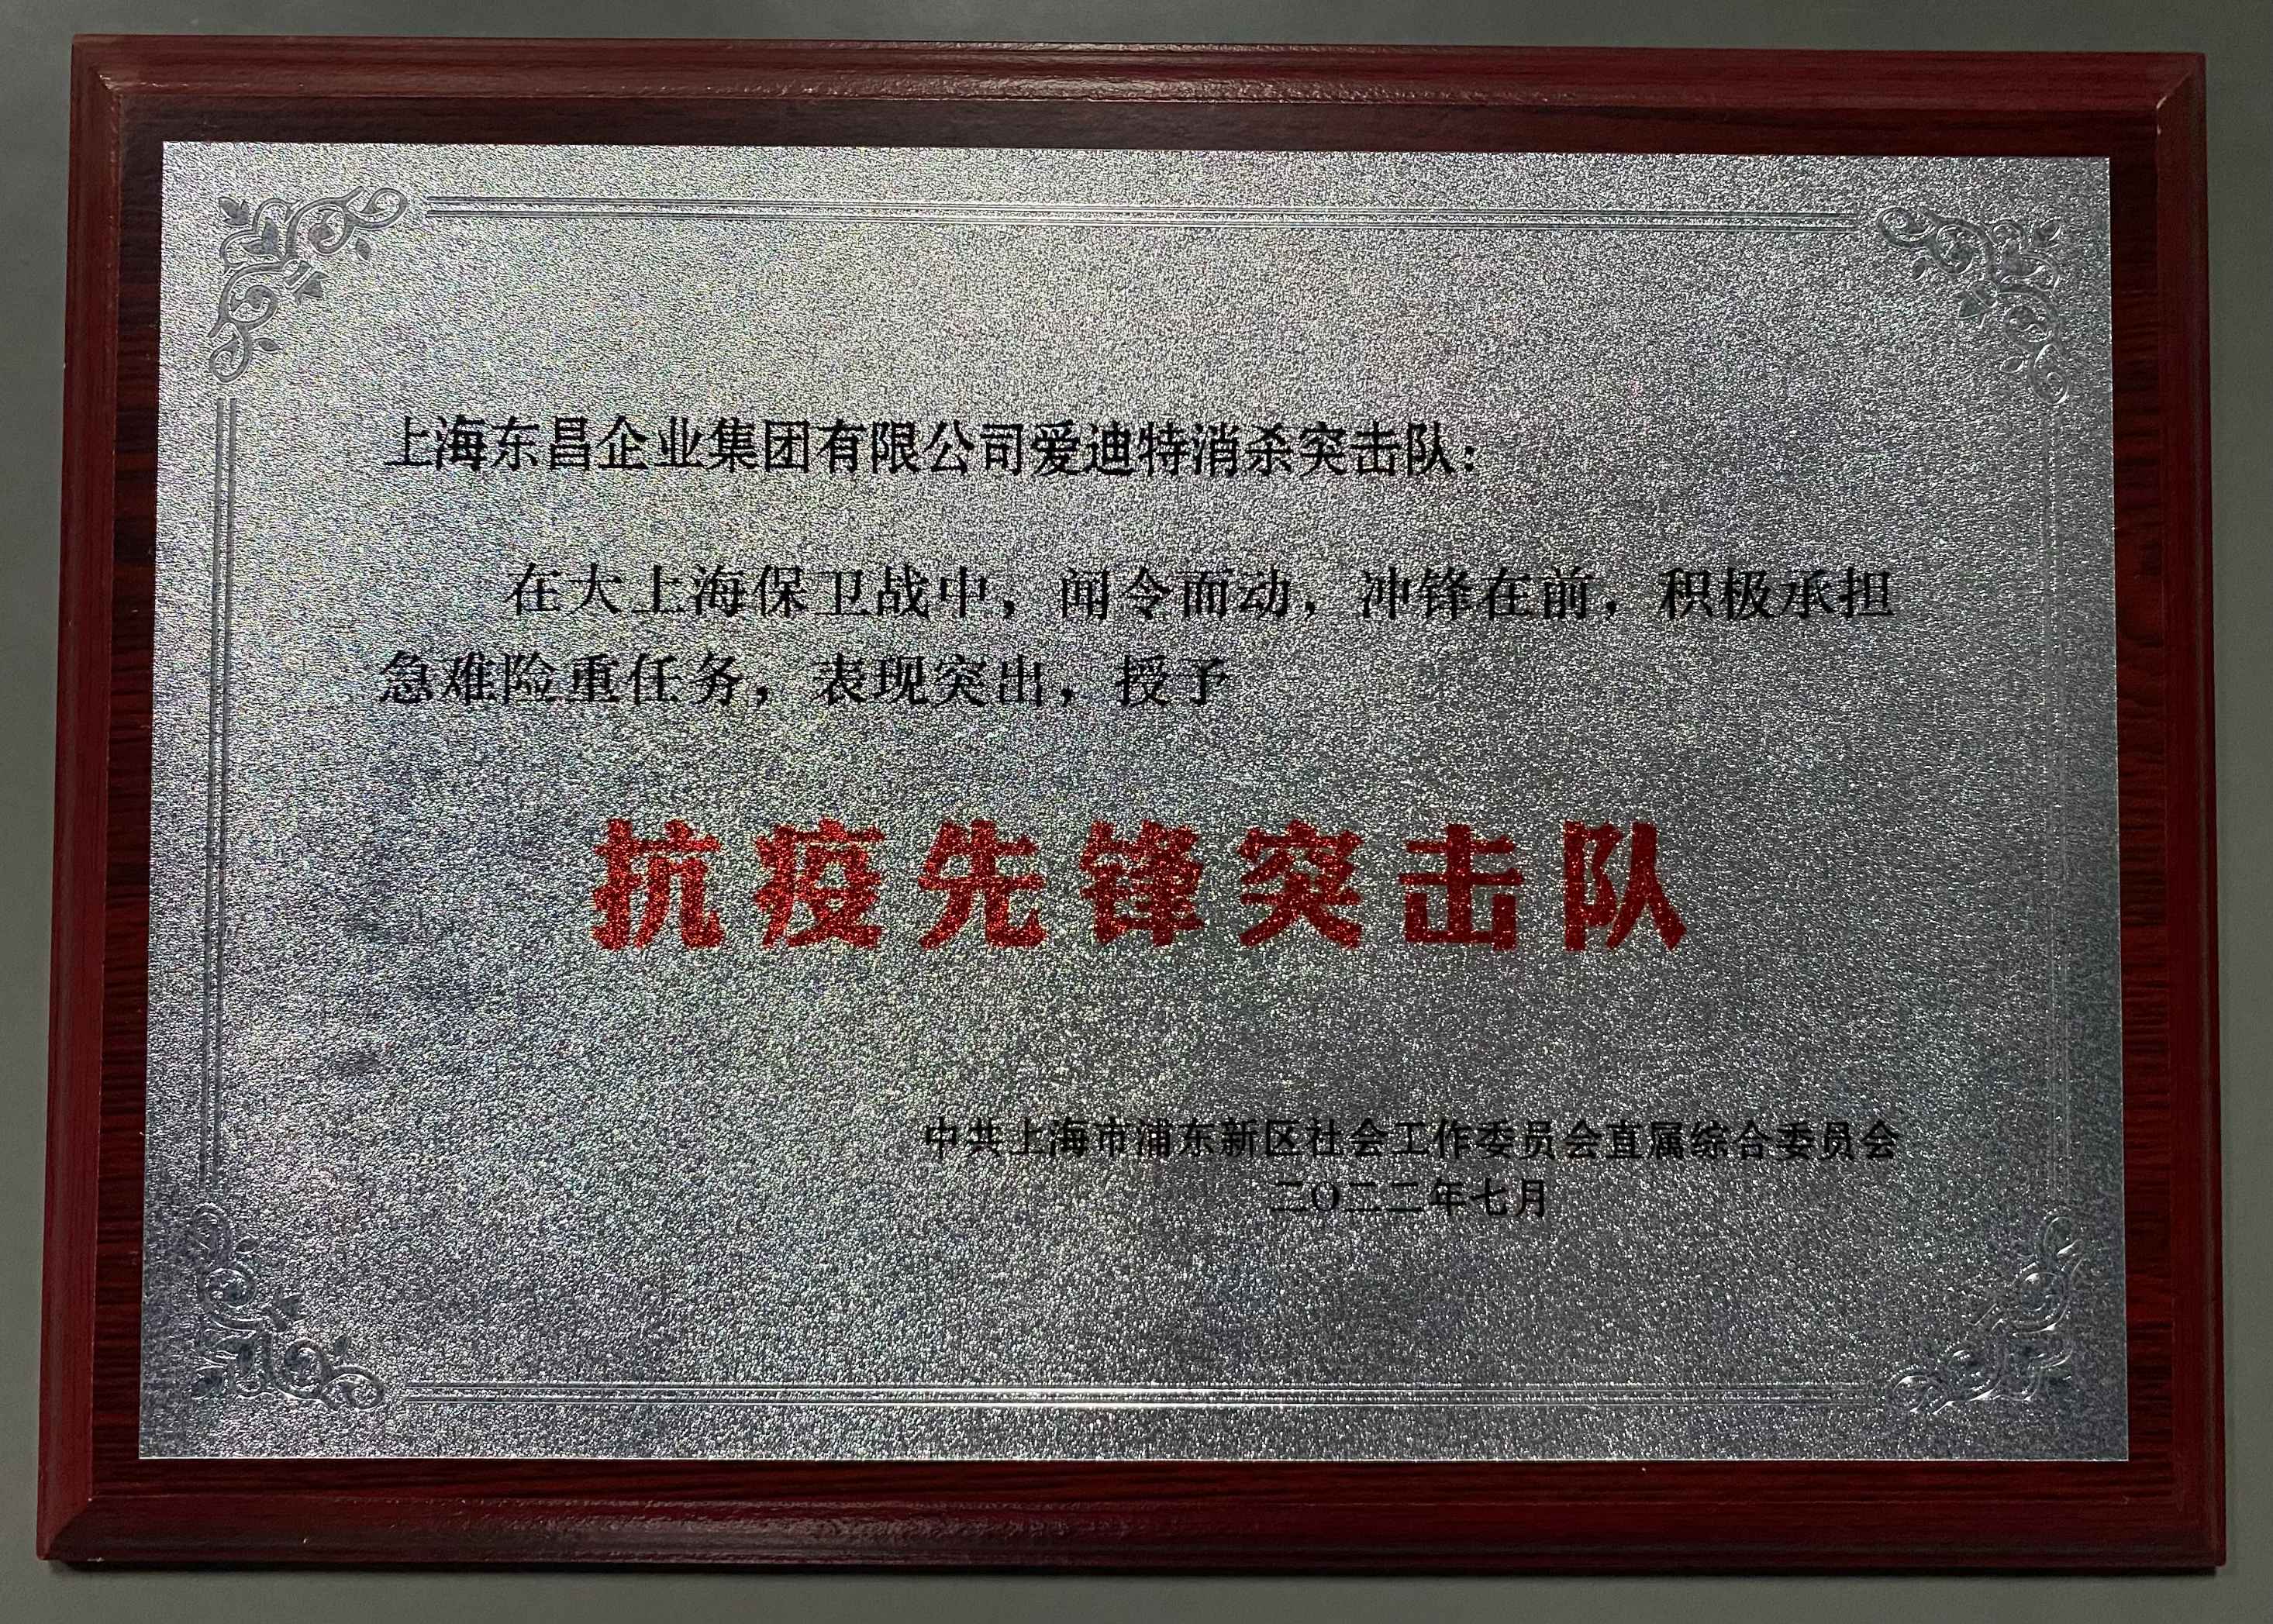 上海东昌企业集团有限公司爱迪特消杀突击队：
在大上海保卫战中，闻令而动，冲锋在前，积极承担
急难险重任务，表现突出，授予
抗疫先锋突击队
中共上海市浦东新区社会工作委员会直属综合委员会
二〇二二年七月